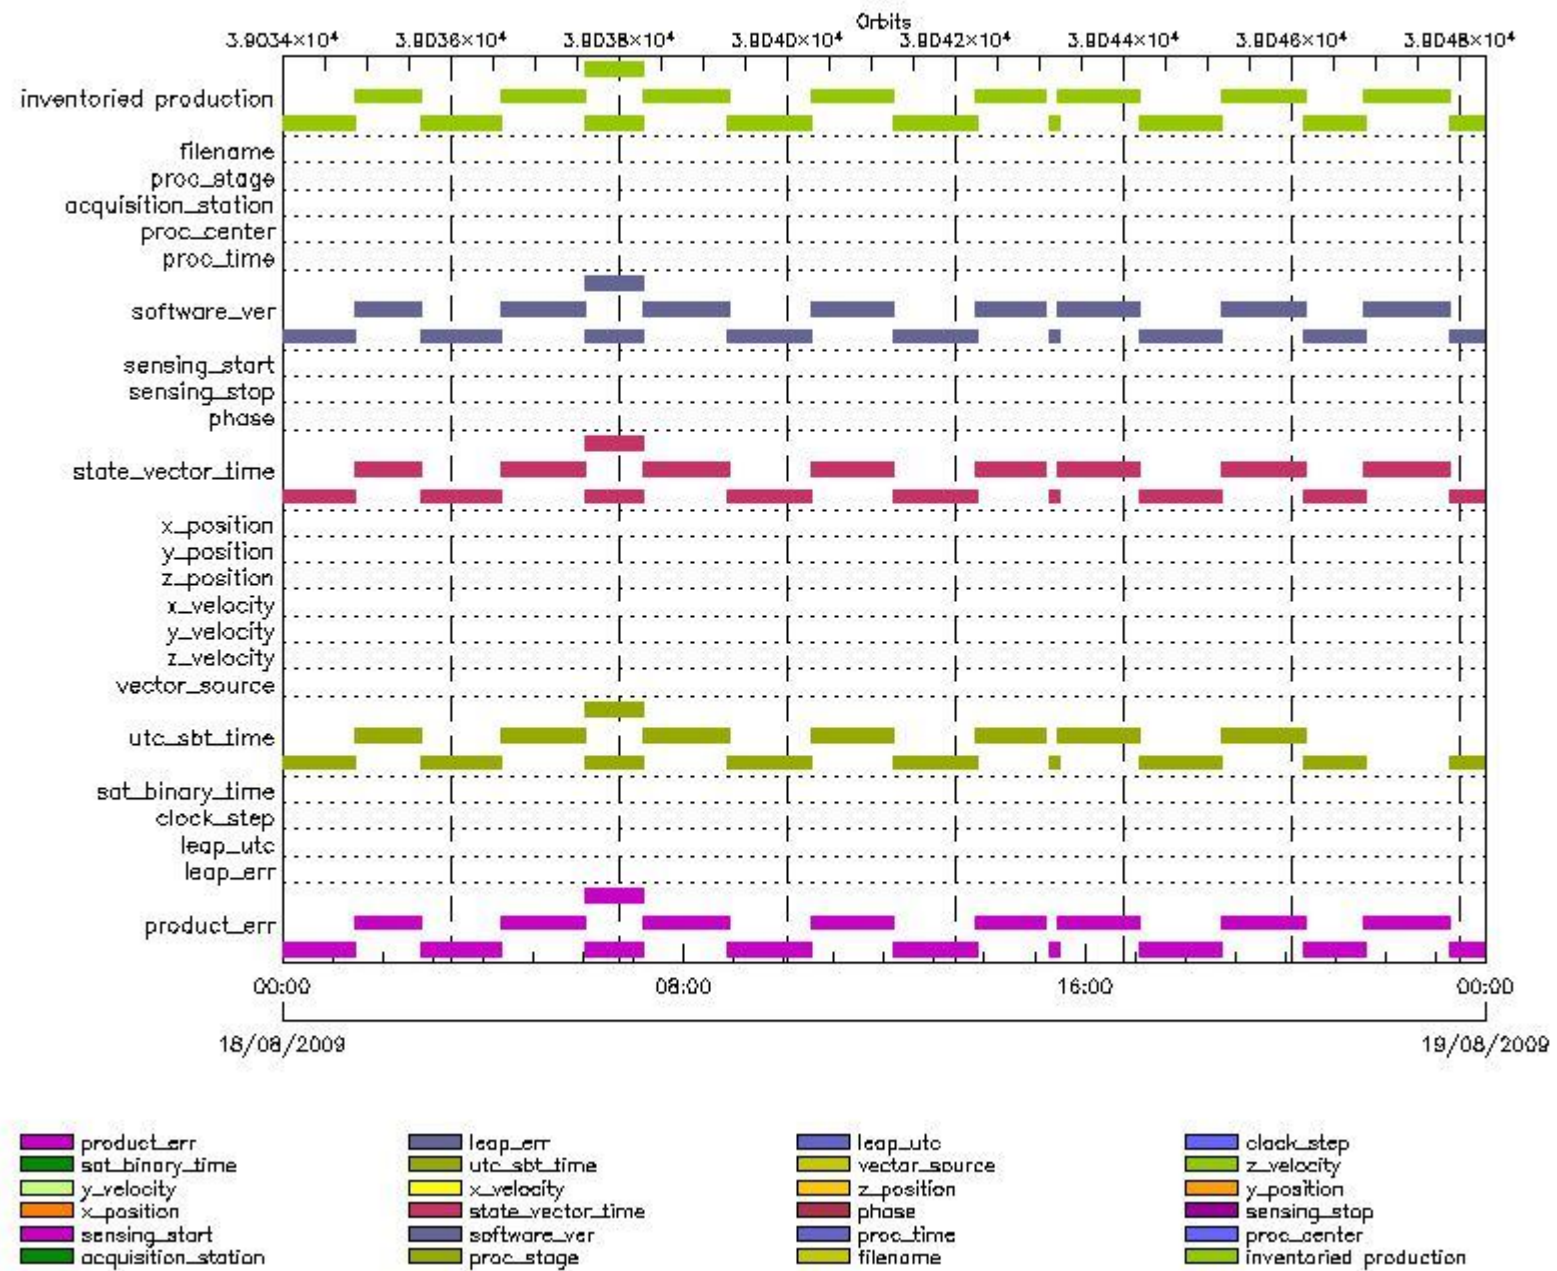 Orbits
3.9034×10⁴ 3.9036×10⁴ 3.9038×10⁴ 3.9040×10⁴ 3.9042×10⁴ 3.9044×10⁴ 3.9046×10⁴ 3.9048×10⁴
inventoried production
filename
proc_stage
acquisition_station
proc_center
proc_time
software_ver
sensing_start
sensing_stop
phase
state_vector_time
x_position
y_position
z_position
x_velocity
y_velocity
z_velocity
vector_source
utc_sbt_time
sat_binary_time
clock_step
leap_utc
leap_err
product_err
00:00 08:00 16:00 00:00
18/08/2009 19/08/2009
product_err leap_err leap_utc clock_step
sat_binary_time utc_sbt_time vector_source z_velocity
y_velocity x_velocity z_position y_position
x_position state_vector_time phase sensing_stop
sensing_start software_ver proc_time proc_center
acquisition_station proc_stage filename inventoried production